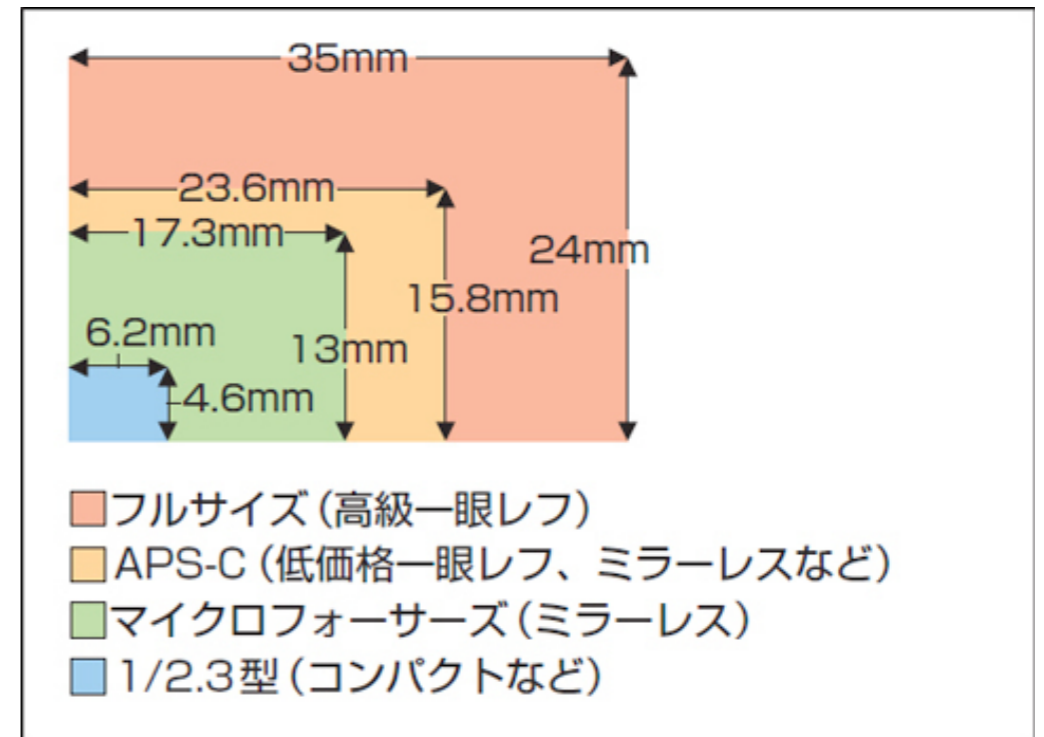 35mm
23.6mm
17.3mm
24mm
15.8mm
6.2mm
13mm
4.6mm
フルサイズ（高級一眼レフ）
APS-C（低価格一眼レフ、ミラーレスなど）
マイクロフォーサーズ（ミラーレス）
1/2.3型（コンパクトなど）